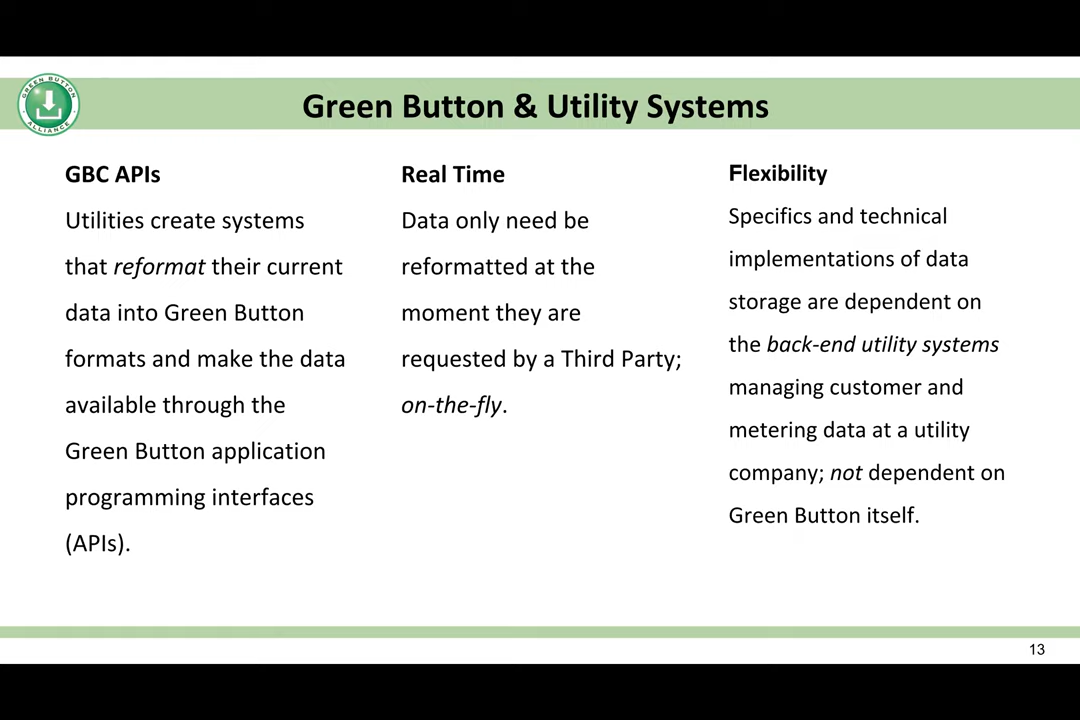 GREEN BUTTON
ALLIANCE
Green Button & Utility Systems
GBC APIs
Utilities create systems
that reformat their current
data into Green Button
formats and make the data
available through the
Green Button application
programming interfaces
(APIs).
Real Time
Data only need be
reformatted at the
moment they are
requested by a Third Party;
on-the-fly.
Flexibility
Specifics and technical
implementations of data
storage are dependent on
the back-end utility systems
managing customer and
metering data at a utility
company; not dependent on
Green Button itself.
13